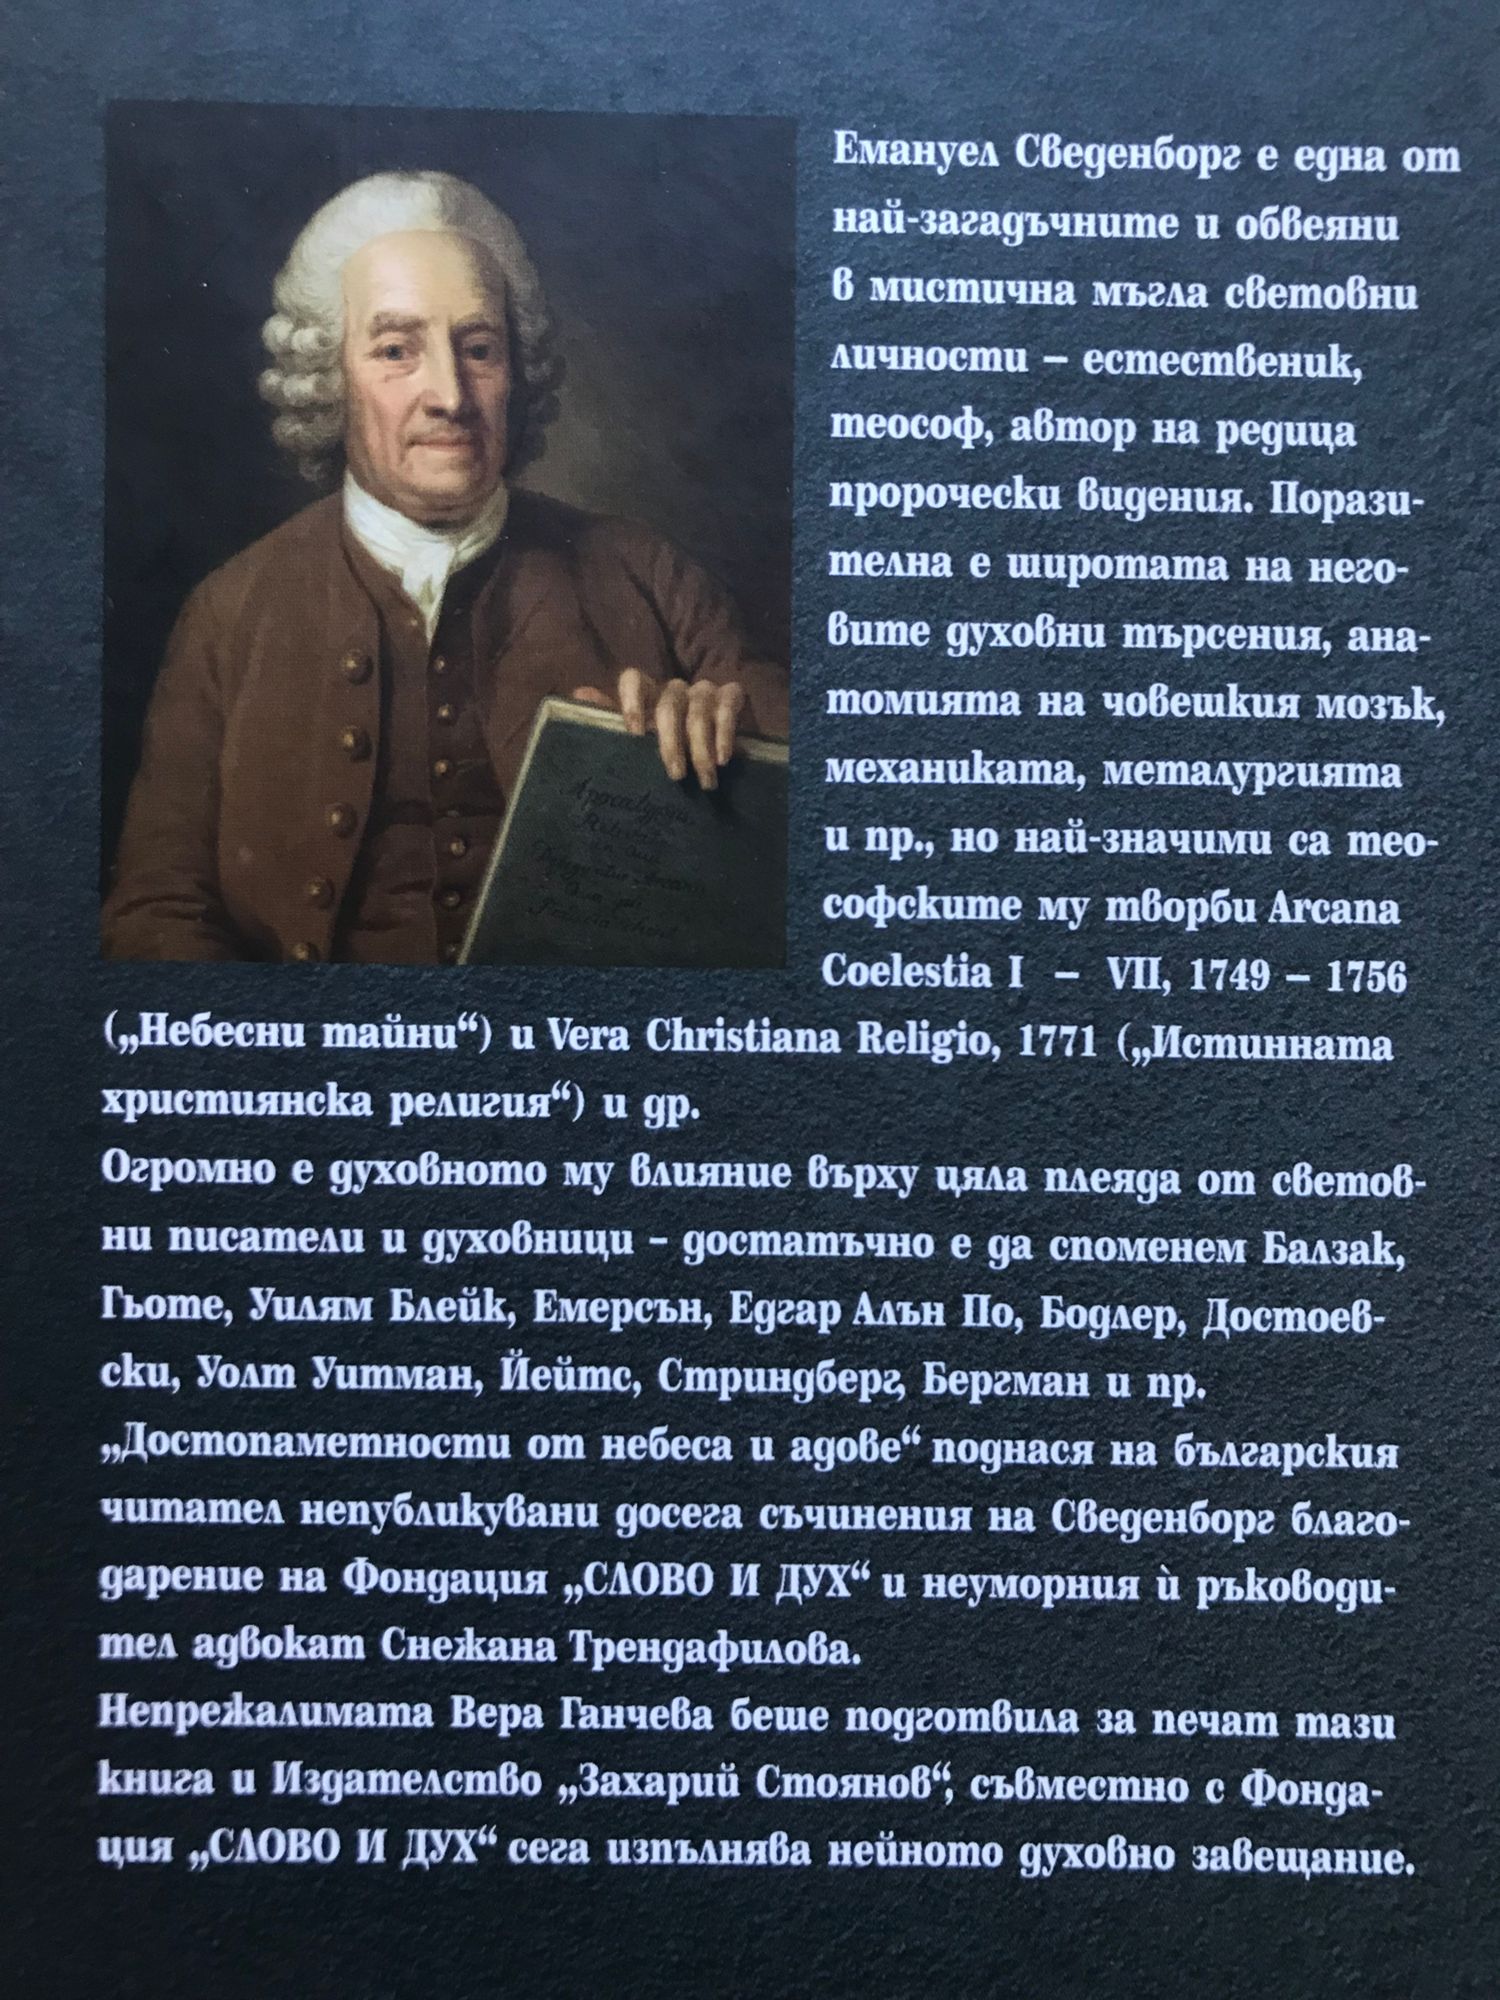 Емануел Сведенборг е една от
най-загадъчните и обвеяни
в мистична мъгла световни
личности – естественик,
теософ, автор на редица
пророчески видения. Порази-
телна е широтата на него-
вите духовни търсения, ана-
томията на човешкия мозък,
механиката, металургията
и пр., но най-значими са тео-
софските му творби Arcana
Coelestia I – VII, 1749 – 1756
(„Небесни тайни“) и Vera Christiana Religio, 1771 („Истинната
християнска религия“) и др.
Огромно е духовното му влияние върху цяла плеяда от светов-
ни писатели и духовници – достатъчно е да споменем Балзак,
Гьоте, Уилям Блейк, Емерсън, Едгар Алън По, Бодлер, Достоев-
ски, Уолт Уитман, Йейтс, Стриндберг, Бергман и пр.
„Достопаметности от небеса и адове“ поднася на българския
читател непубликувани досега съчинения на Сведенборг благо-
дарение на Фондация „СЛОВО И ДУХ“ и неуморния ѝ ръководи-
тел адвокат Снежана Трендафилова.
Непрежалимата Вера Ганчева беше подготвила за печат тази
книга и Издателство „Захарий Стоянов“, съвместно с Фонда-
ция „СЛОВО И ДУХ“ сега изпълнява нейното духовно завещание.